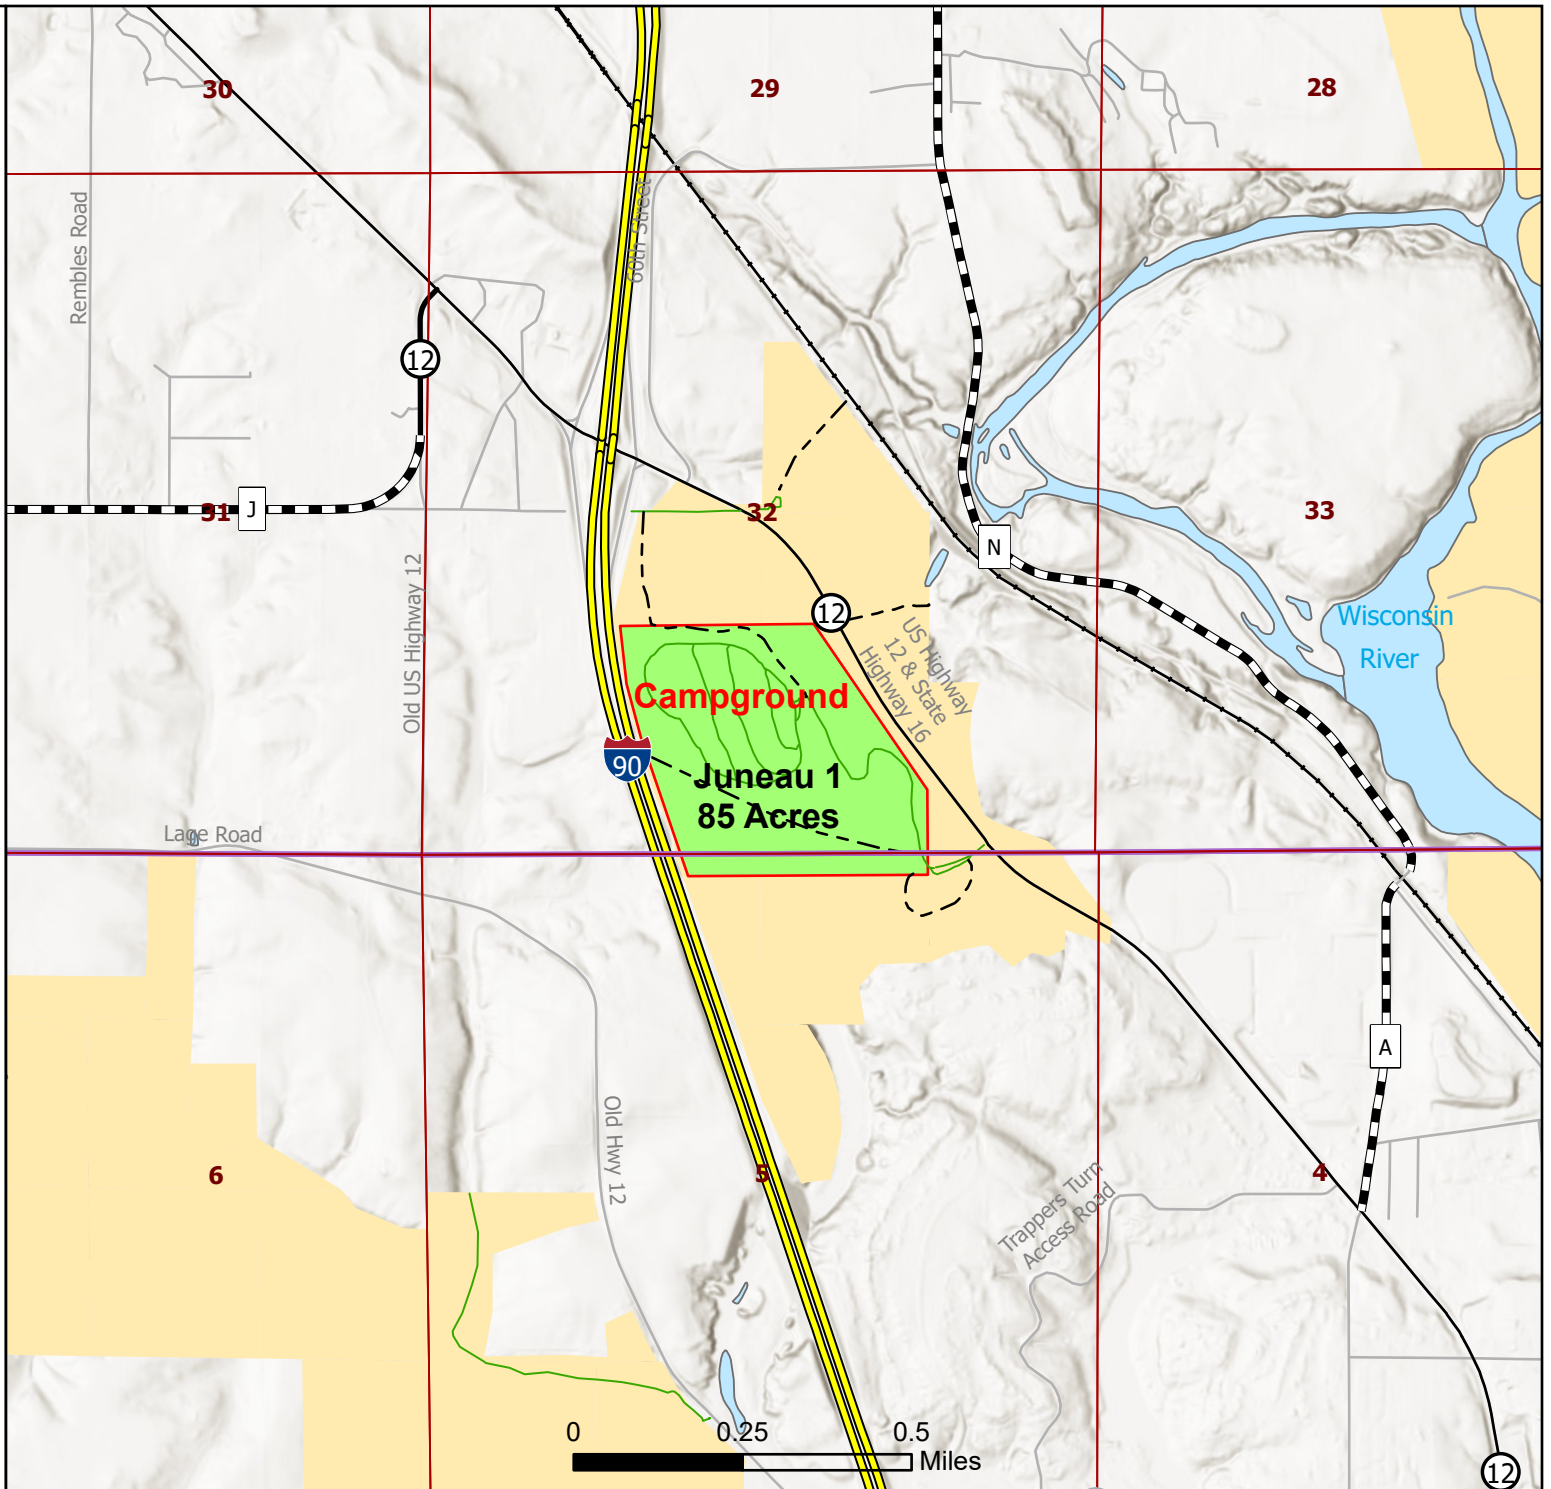 30
29
28
Rembles Road
60th Street
12
31
J
32
33
N
12
Wisconsin
River
US Highway
12 & State
Highway 16
Old US Highway 12
Campground
90
Juneau 1
85 Acres
Lage Road
A
Old Hwy 12
6
5
4
Trappers Turn
Access Road
0
0.25
0.5
Miles
12